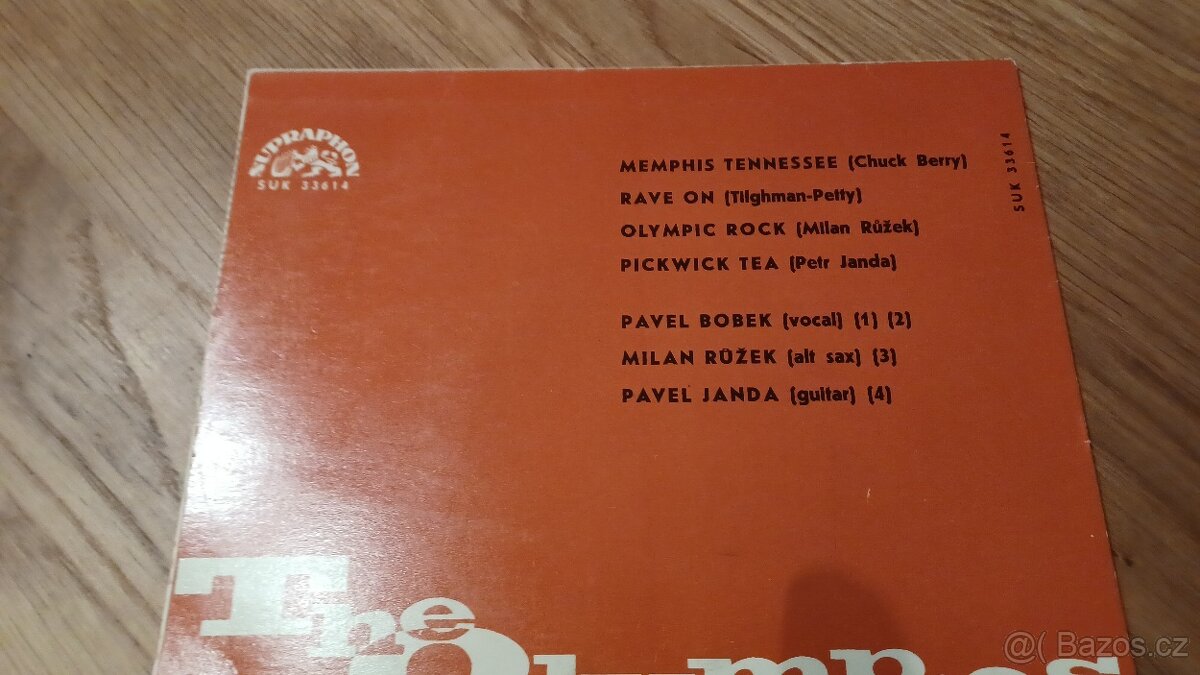 SUPRAPHON
SUK 33614
MEMPHIS TENNESSEE (Chuck Berry)
RAVE ON (Tilghman-Petty)
OLYMPIC ROCK (Milan Růžek)
PICKWICK TEA (Petr Janda)
PAVEL BOBEK (vocal) (1) (2)
MILAN RŮŽEK (alt sax) (3)
PAVEL JANDA (guitar) (4)
SUK 33614
The
@( Bazos.cz